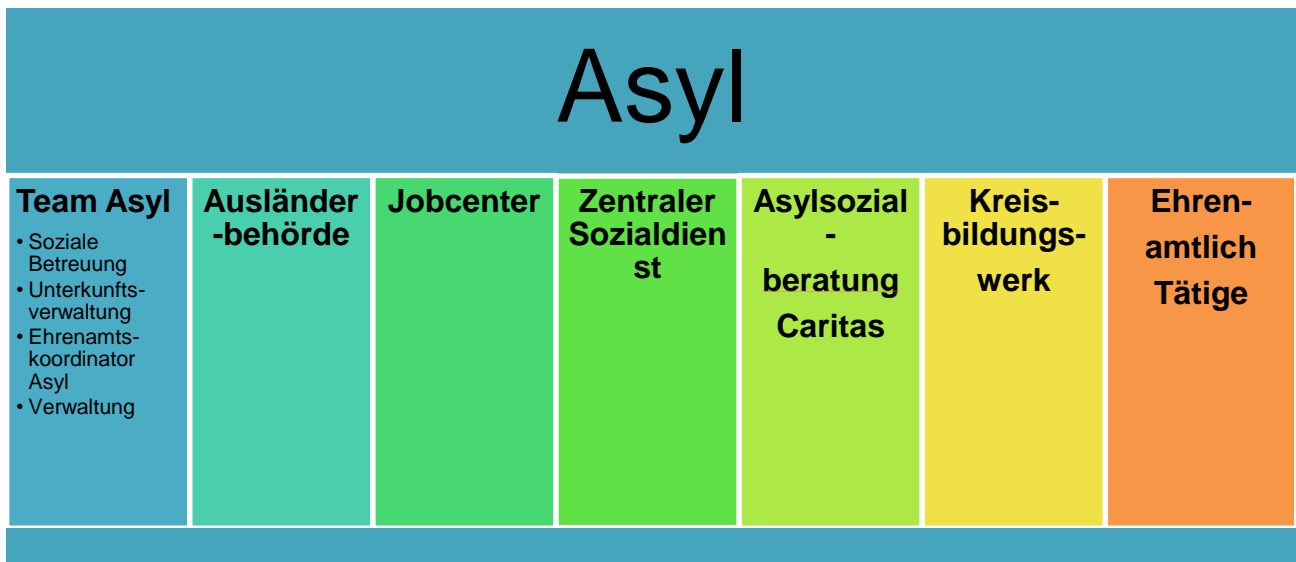 Asyl
Team Asyl
• Soziale
Betreuung
• Unterkunfts-
verwaltung
• Ehrenamts-
koordinator
Asyl
• Verwaltung
Ausländer
-behörde
Jobcenter
Zentraler
Sozialdien
st
Asylsozial
-
beratung
Caritas
Kreis-
bildungs-
werk
Ehren-
amtlich
Tätige